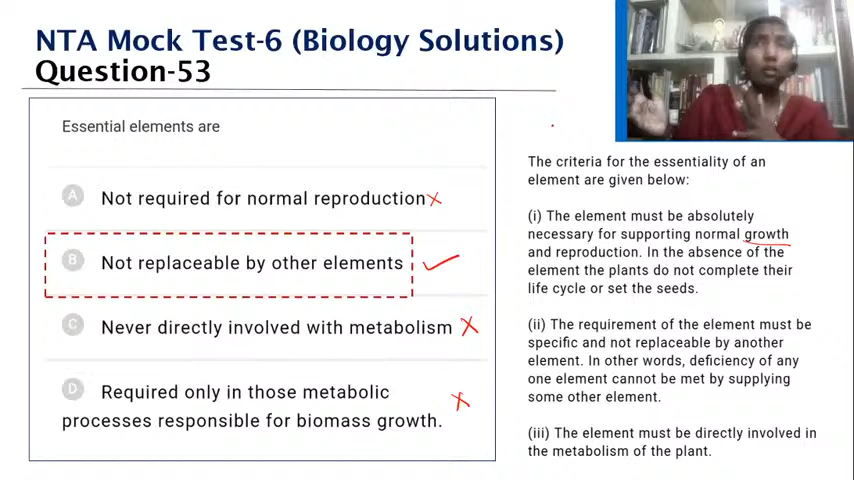 NTA Mock Test-6 (Biology Solutions)
Question-53
Essential elements are
A Not required for normal reproduction
B Not replaceable by other elements
C Never directly involved with metabolism
D Required only in those metabolic
processes responsible for biomass growth.
The criteria for the essentiality of an
element are given below:
(i) The element must be absolutely
necessary for supporting normal growth
and reproduction. In the absence of the
element the plants do not complete their
life cycle or set the seeds.
(ii) The requirement of the element must be
specific and not replaceable by another
element. In other words, deficiency of any
one element cannot be met by supplying
some other element.
(iii) The element must be directly involved in
the metabolism of the plant.